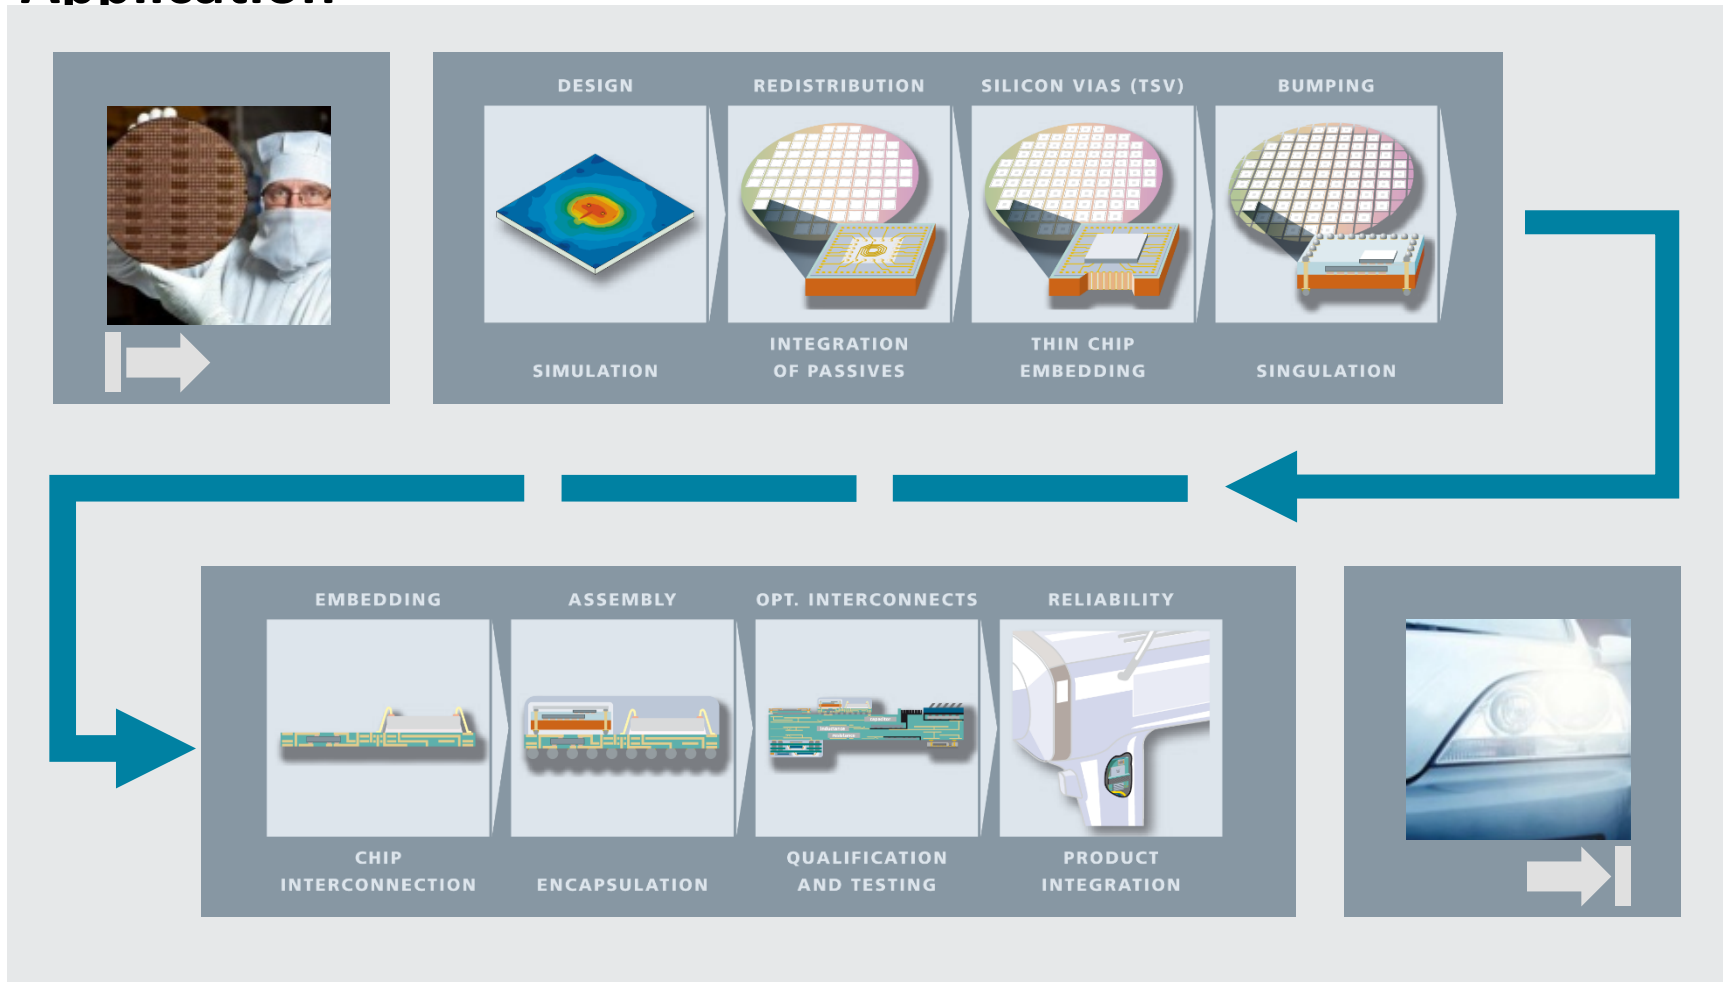 Application
DESIGN
REDISTRIBUTION
SILICON VIAS (TSV)
BUMPING
SIMULATION
INTEGRATION
OF PASSIVES
THIN CHIP
EMBEDDING
SINGULATION
EMBEDDING
ASSEMBLY
OPT. INTERCONNECTS
RELIABILITY
CHIP
INTERCONNECTION
ENCAPSULATION
QUALIFICATION
AND TESTING
PRODUCT
INTEGRATION